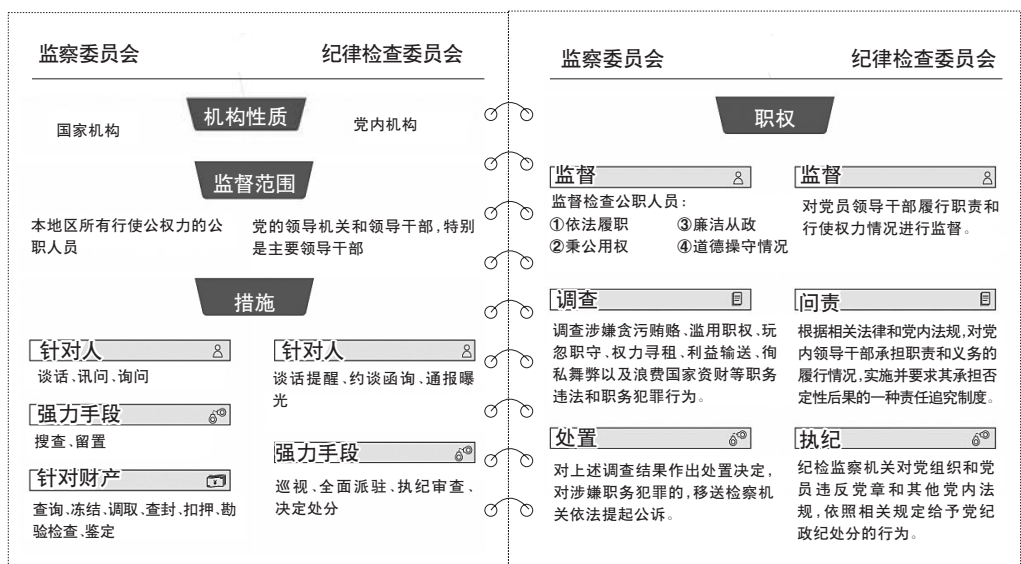 监察委员会
纪律检查委员会
机构性质
国家机构
党内机构
监督范围
本地区所有行使公权力的公
职人员
党的领导机关和领导干部,特别
是主要领导干部
措施
针对人
谈话、讯问、询问
强力手段
搜查、留置
针对财产
查询、冻结、调取、查封、扣押、勘
验检查、鉴定
针对人
谈话提醒、约谈函询、通报曝
光
强力手段
巡视、全面派驻、执纪审查、
决定处分
监察委员会
纪律检查委员会
职权
监督
监督检查公职人员:
①依法履职 ③廉洁从政
②秉公用权 ④道德操守情况
调查
调查涉嫌贪污贿赂、滥用职权、玩
忽职守、权力寻租、利益输送、徇
私舞弊以及浪费国家资财等职务
违法和职务犯罪行为。
处置
对上述调查结果作出处置决定,
对涉嫌职务犯罪的,移送检察机
关依法提起公诉。
监督
对党员领导干部履行职责和
行使权力情况进行监督。
问责
根据相关法律和党内法规,对党
内领导干部承担职责和义务的
履行情况,实施并要求其承担否
定性后果的一种责任追究制度。
执纪
纪检监察机关对党组织和党
员违反党章和其他党内法
规,依照相关规定给予党纪
政纪处分的行为。